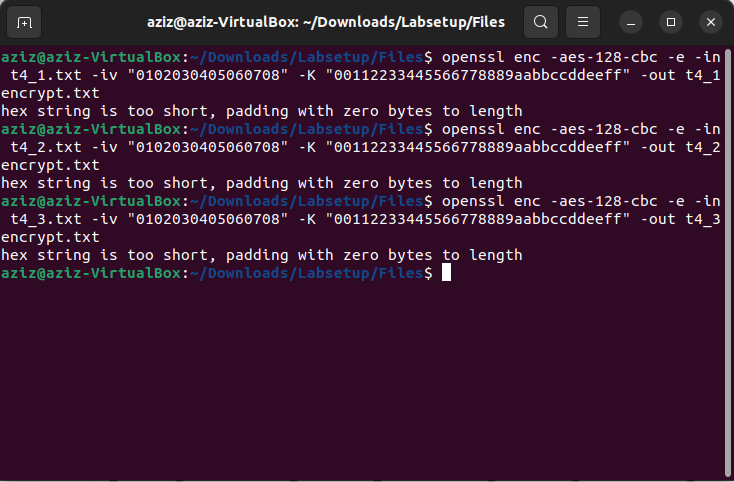 aziz@aziz-VirtualBox: ~/Downloads/Labsetup/Files
aziz@aziz-VirtualBox:~/Downloads/Labsetup/Files$ openssl enc -aes-128-cbc -e -in
t4_1.txt -iv "0102030405060708" -K "00112233445566778889aabbccddeeff" -out t4_1
encrypt.txt
hex string is too short, padding with zero bytes to length
aziz@aziz-VirtualBox:~/Downloads/Labsetup/Files$ openssl enc -aes-128-cbc -e -in
t4_2.txt -iv "0102030405060708" -K "00112233445566778889aabbccddeeff" -out t4_2
encrypt.txt
hex string is too short, padding with zero bytes to length
aziz@aziz-VirtualBox:~/Downloads/Labsetup/Files$ openssl enc -aes-128-cbc -e -in
t4_3.txt -iv "0102030405060708" -K "00112233445566778889aabbccddeeff" -out t4_3
encrypt.txt
hex string is too short, padding with zero bytes to length
aziz@aziz-VirtualBox:~/Downloads/Labsetup/Files$